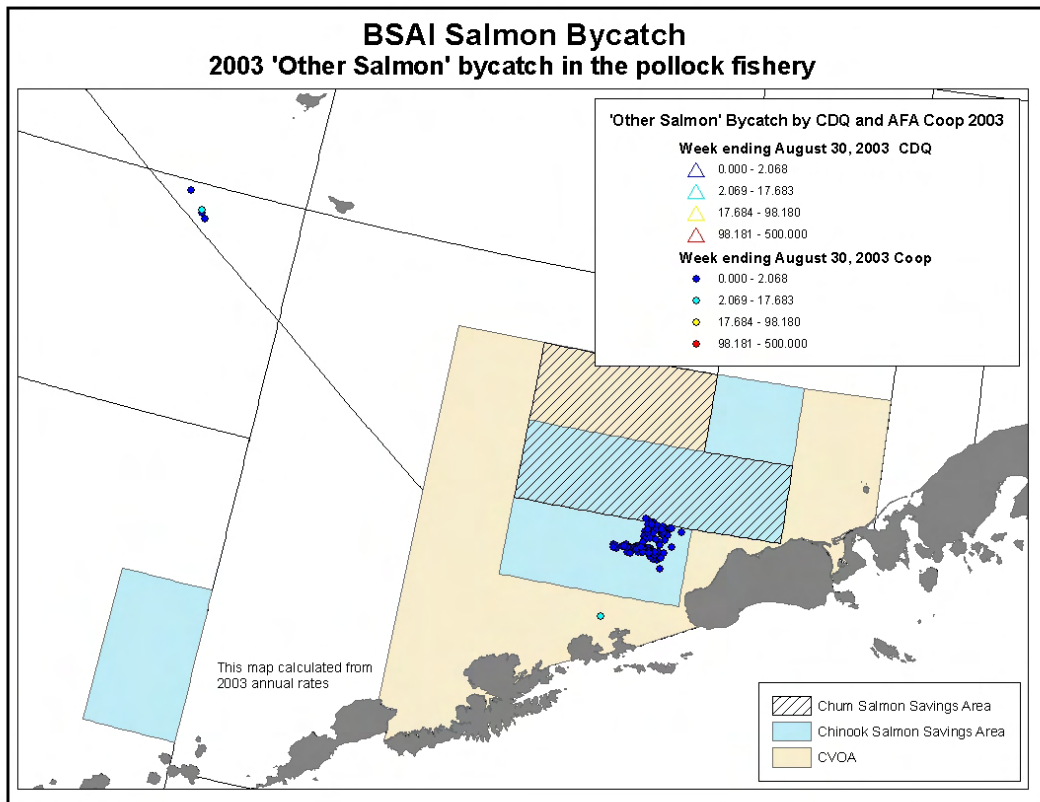 BSAI Salmon Bycatch
2003 'Other Salmon' bycatch in the pollock fishery
'Other Salmon' Bycatch by CDQ and AFA Coop 2003
Week ending August 30, 2003 CDQ
0.000 - 2.068
2.069 - 17.683
17.684 - 98.180
98.181 - 500.000
Week ending August 30, 2003 Coop
0.000 - 2.068
2.069 - 17.683
17.684 - 98.180
98.181 - 500.000
This map calculated from
2003 annual rates
Chum Salmon Savings Area
Chinook Salmon Savings Area
CVOA